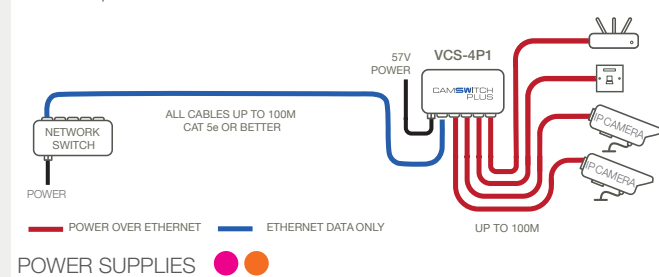 57V
POWER
VCS-4P1
CAMSWITCH
PLUS
ALL CABLES UP TO 100M
CAT 5e OR BETTER
NETWORK
SWITCH
POWER
IP CAMERA
IP CAMERA
POWER OVER ETHERNET
ETHERNET DATA ONLY
UP TO 100M
POWER SUPPLIES